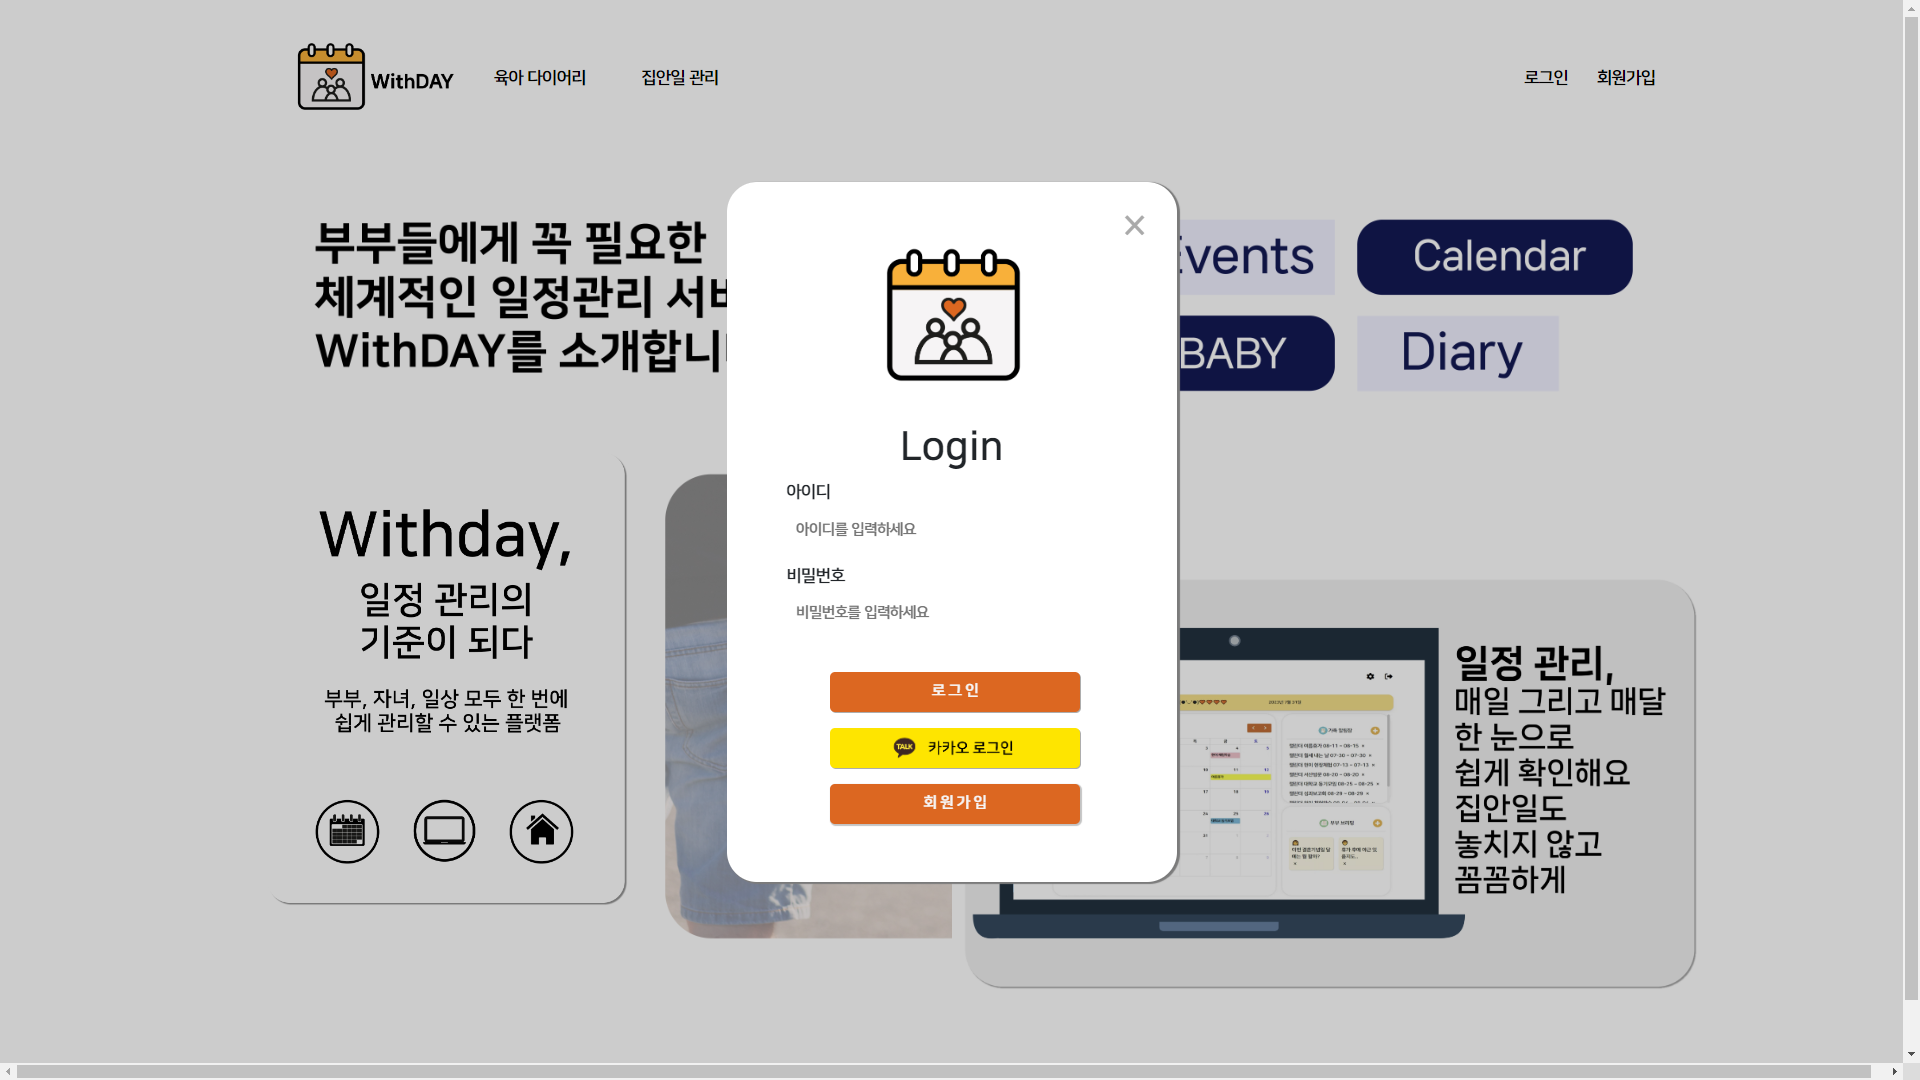 WithDAY
육아 다이어리
집안일 관리
로그인
회원가입
부부들에게 꼭 필요한
체계적인 일정관리
WithDAY를 소개합니
Events
Calendar
BABY
Diary
Login
아이디
아이디를 입력하세요
비밀번호
비밀번호를 입력하세요
로그인
TALK 카카오 로그인
회원가입
Withday,
일정 관리의
기준이 되다
부부, 자녀, 일상 모두 한 번에
쉽게 관리할 수 있는 플랫폼
일정 관리,
매일 그리고 매달
한 눈으로
쉽게 확인해요
집안일도
놓치지 않고
꼼꼼하게